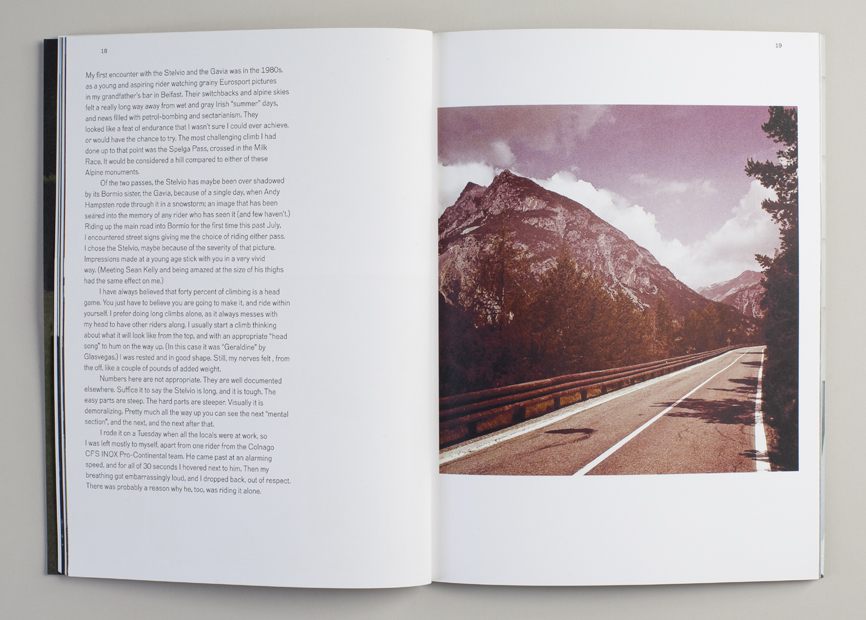 18
My first encounter with the Stelvio and the Gavia was in the 1980s,
as a young and aspiring rider watching grainy Eurosport pictures
in my grandfather's bar in Belfast. Their switchbacks and alpine skies
felt a really long way away from wet and gray Irish "summer" days,
and news filled with petrol-bombing and sectarianism. They
looked like a feat of endurance that I wasn't sure I could ever achieve,
or would have the chance to try. The most challenging climb I had
done up to that point was the Spelga Pass, crossed in the Milk
Race. It would be considered a hill compared to either of these
Alpine monuments.
Of the two passes, the Stelvio has maybe been over shadowed
by its Bormio sister, the Gavia, because of a single day, when Andy
Hampsten rode through it in a snowstorm; an image that has been
seared into the memory of any rider who has seen it (and few haven't.)
Riding up the main road into Bormio for the first time this past July,
I encountered street signs giving me the choice of riding either pass.
I chose the Stelvio, maybe because of the severity of that picture.
Impressions made at a young age stick with you in a very vivid
way. (Meeting Sean Kelly and being amazed at the size of his thighs
had the same effect on me.)
I have always believed that forty percent of climbing is a head
game. You just have to believe you are going to make it, and ride within
yourself. I prefer doing long climbs alone, as it always messes with
my head to have other riders along. I usually start a climb thinking
about what it will look like from the top, and with an appropriate "head
song" to hum on the way up. (In this case it was "Geraldine" by
Glasvegas.) I was rested and in good shape. Still, my nerves felt, from
the off, like a couple of pounds of added weight.
Numbers here are not appropriate. They are well documented
elsewhere. Suffice it to say the Stelvio is long, and it is tough. The
easy parts are steep. The hard parts are steeper. Visually it is
demoralizing. Pretty much all the way up you can see the next "mental
section", and the next, and the next after that.
I rode it on a Tuesday when all the locals were at work, so
I was left mostly to myself, apart from one rider from the Colnago
CFS INOX Pro-Continental team. He came past at an alarming
speed, and for all of 30 seconds I hovered next to him. Then my
breathing got embarrassingly loud, and I dropped back, out of respect.
There was probably a reason why he, too, was riding it alone.
19